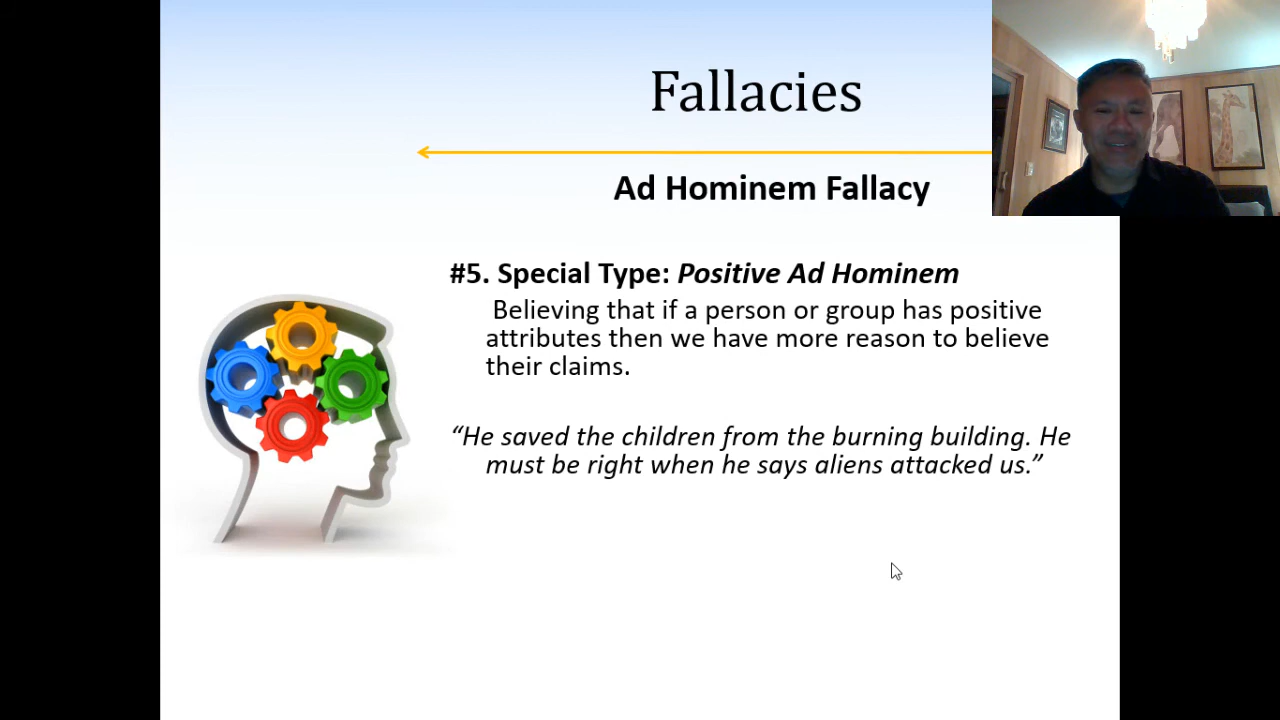 Fallacies
Ad Hominem Fallacy
#5. Special Type: Positive Ad Hominem
Believing that if a person or group has positive
attributes then we have more reason to believe
their claims.
“He saved the children from the burning building. He
must be right when he says aliens attacked us.”